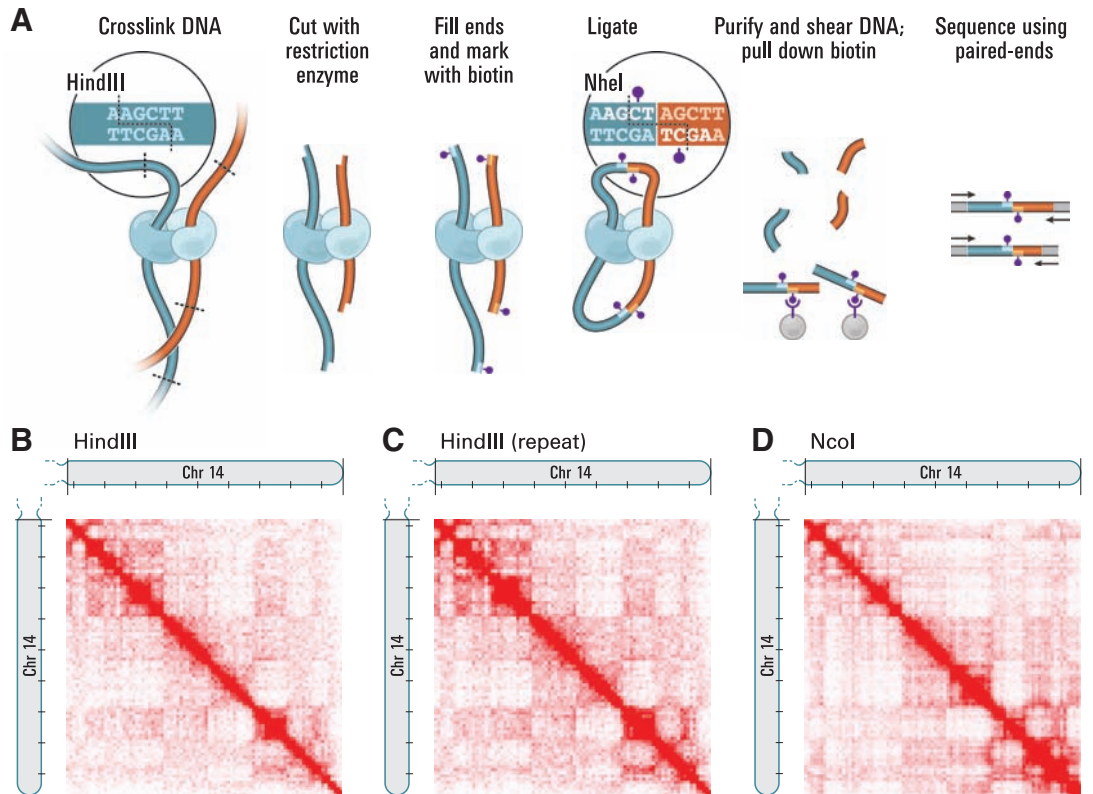 A
Crosslink DNA
Cut with
restriction
enzyme
Fill ends
and mark
with biotin
Ligate
Purify and shear DNA;
pull down biotin
Sequence using
paired-ends
HindIII
AAGCTT
TTCGAA
NheI
AAGCT AGCTT
TTCGA TCGAA
B HindIII
Chr 14
Chr 14
C HindIII (repeat)
Chr 14
Chr 14
D NcoI
Chr 14
Chr 14